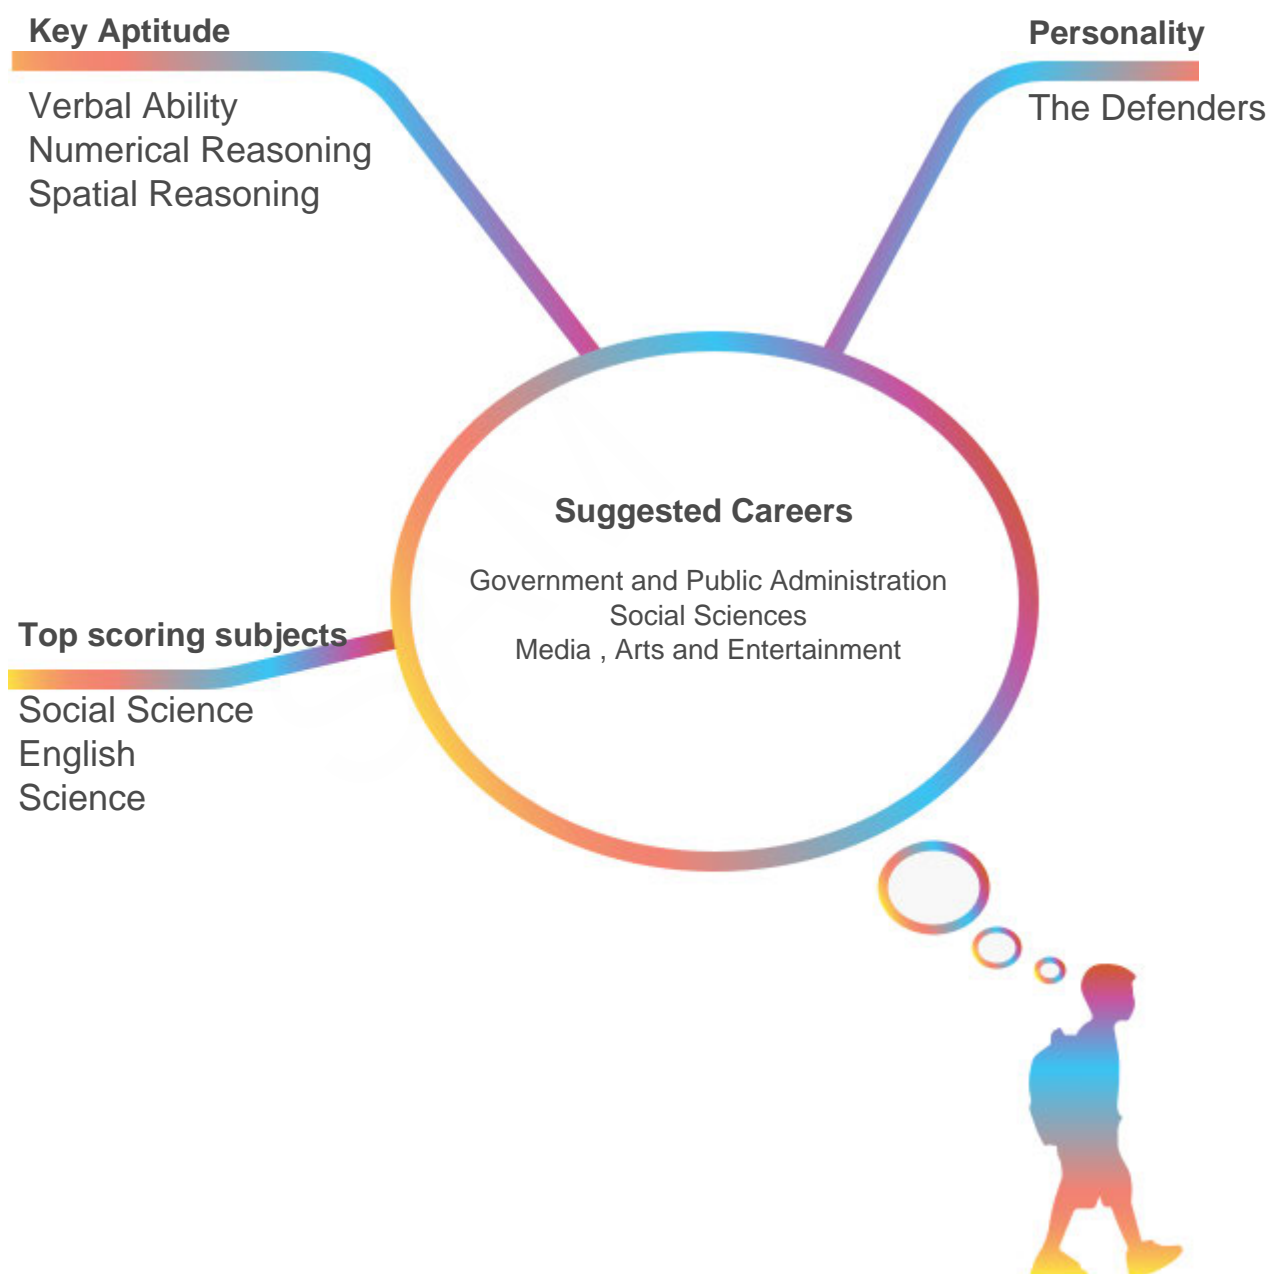 Key Aptitude
Verbal Ability
Numerical Reasoning
Spatial Reasoning
Personality
The Defenders
Suggested Careers
Government and Public Administration
Social Sciences
Media , Arts and Entertainment
Top scoring subjects
Social Science
English
Science